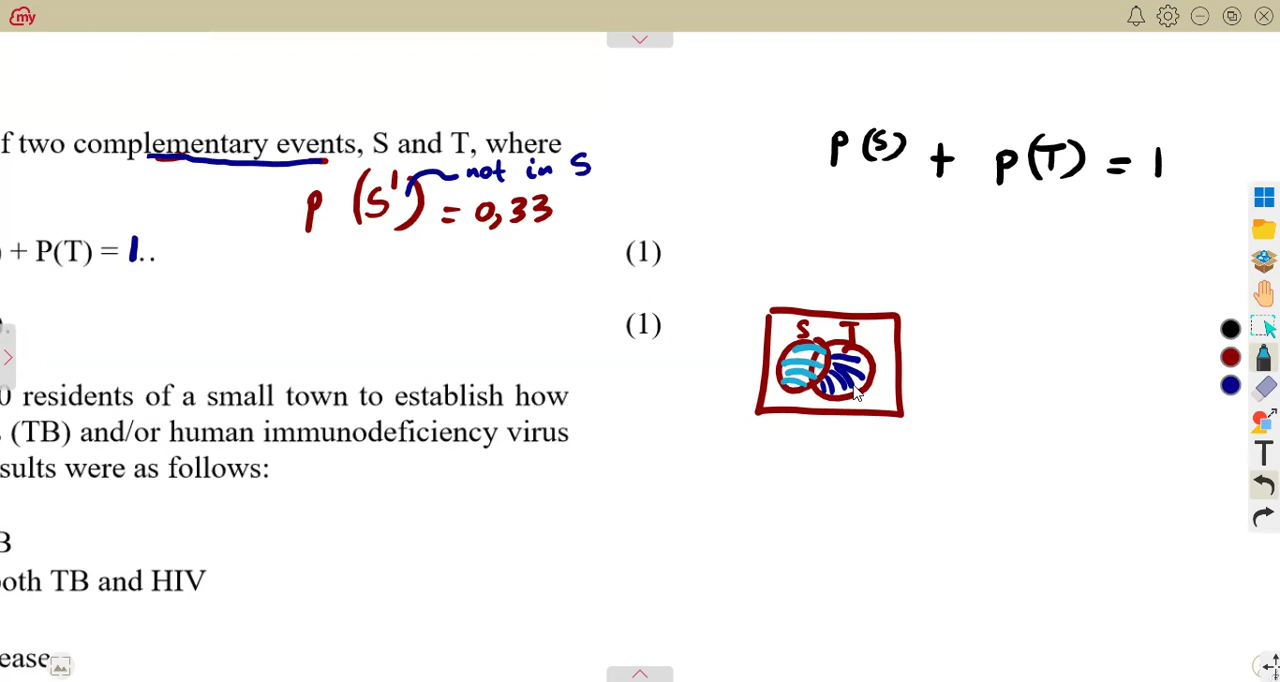 my
f two complementary events, S and T, where
not in S
P (S') = 0,33
P(S) + P(T) = 1
+ P(T) = 1..
(1)
(1)
S T
0 residents of a small town to establish how
(TB) and/or human immunodeficiency virus
sults were as follows:
B
both TB and HIV
ease
T